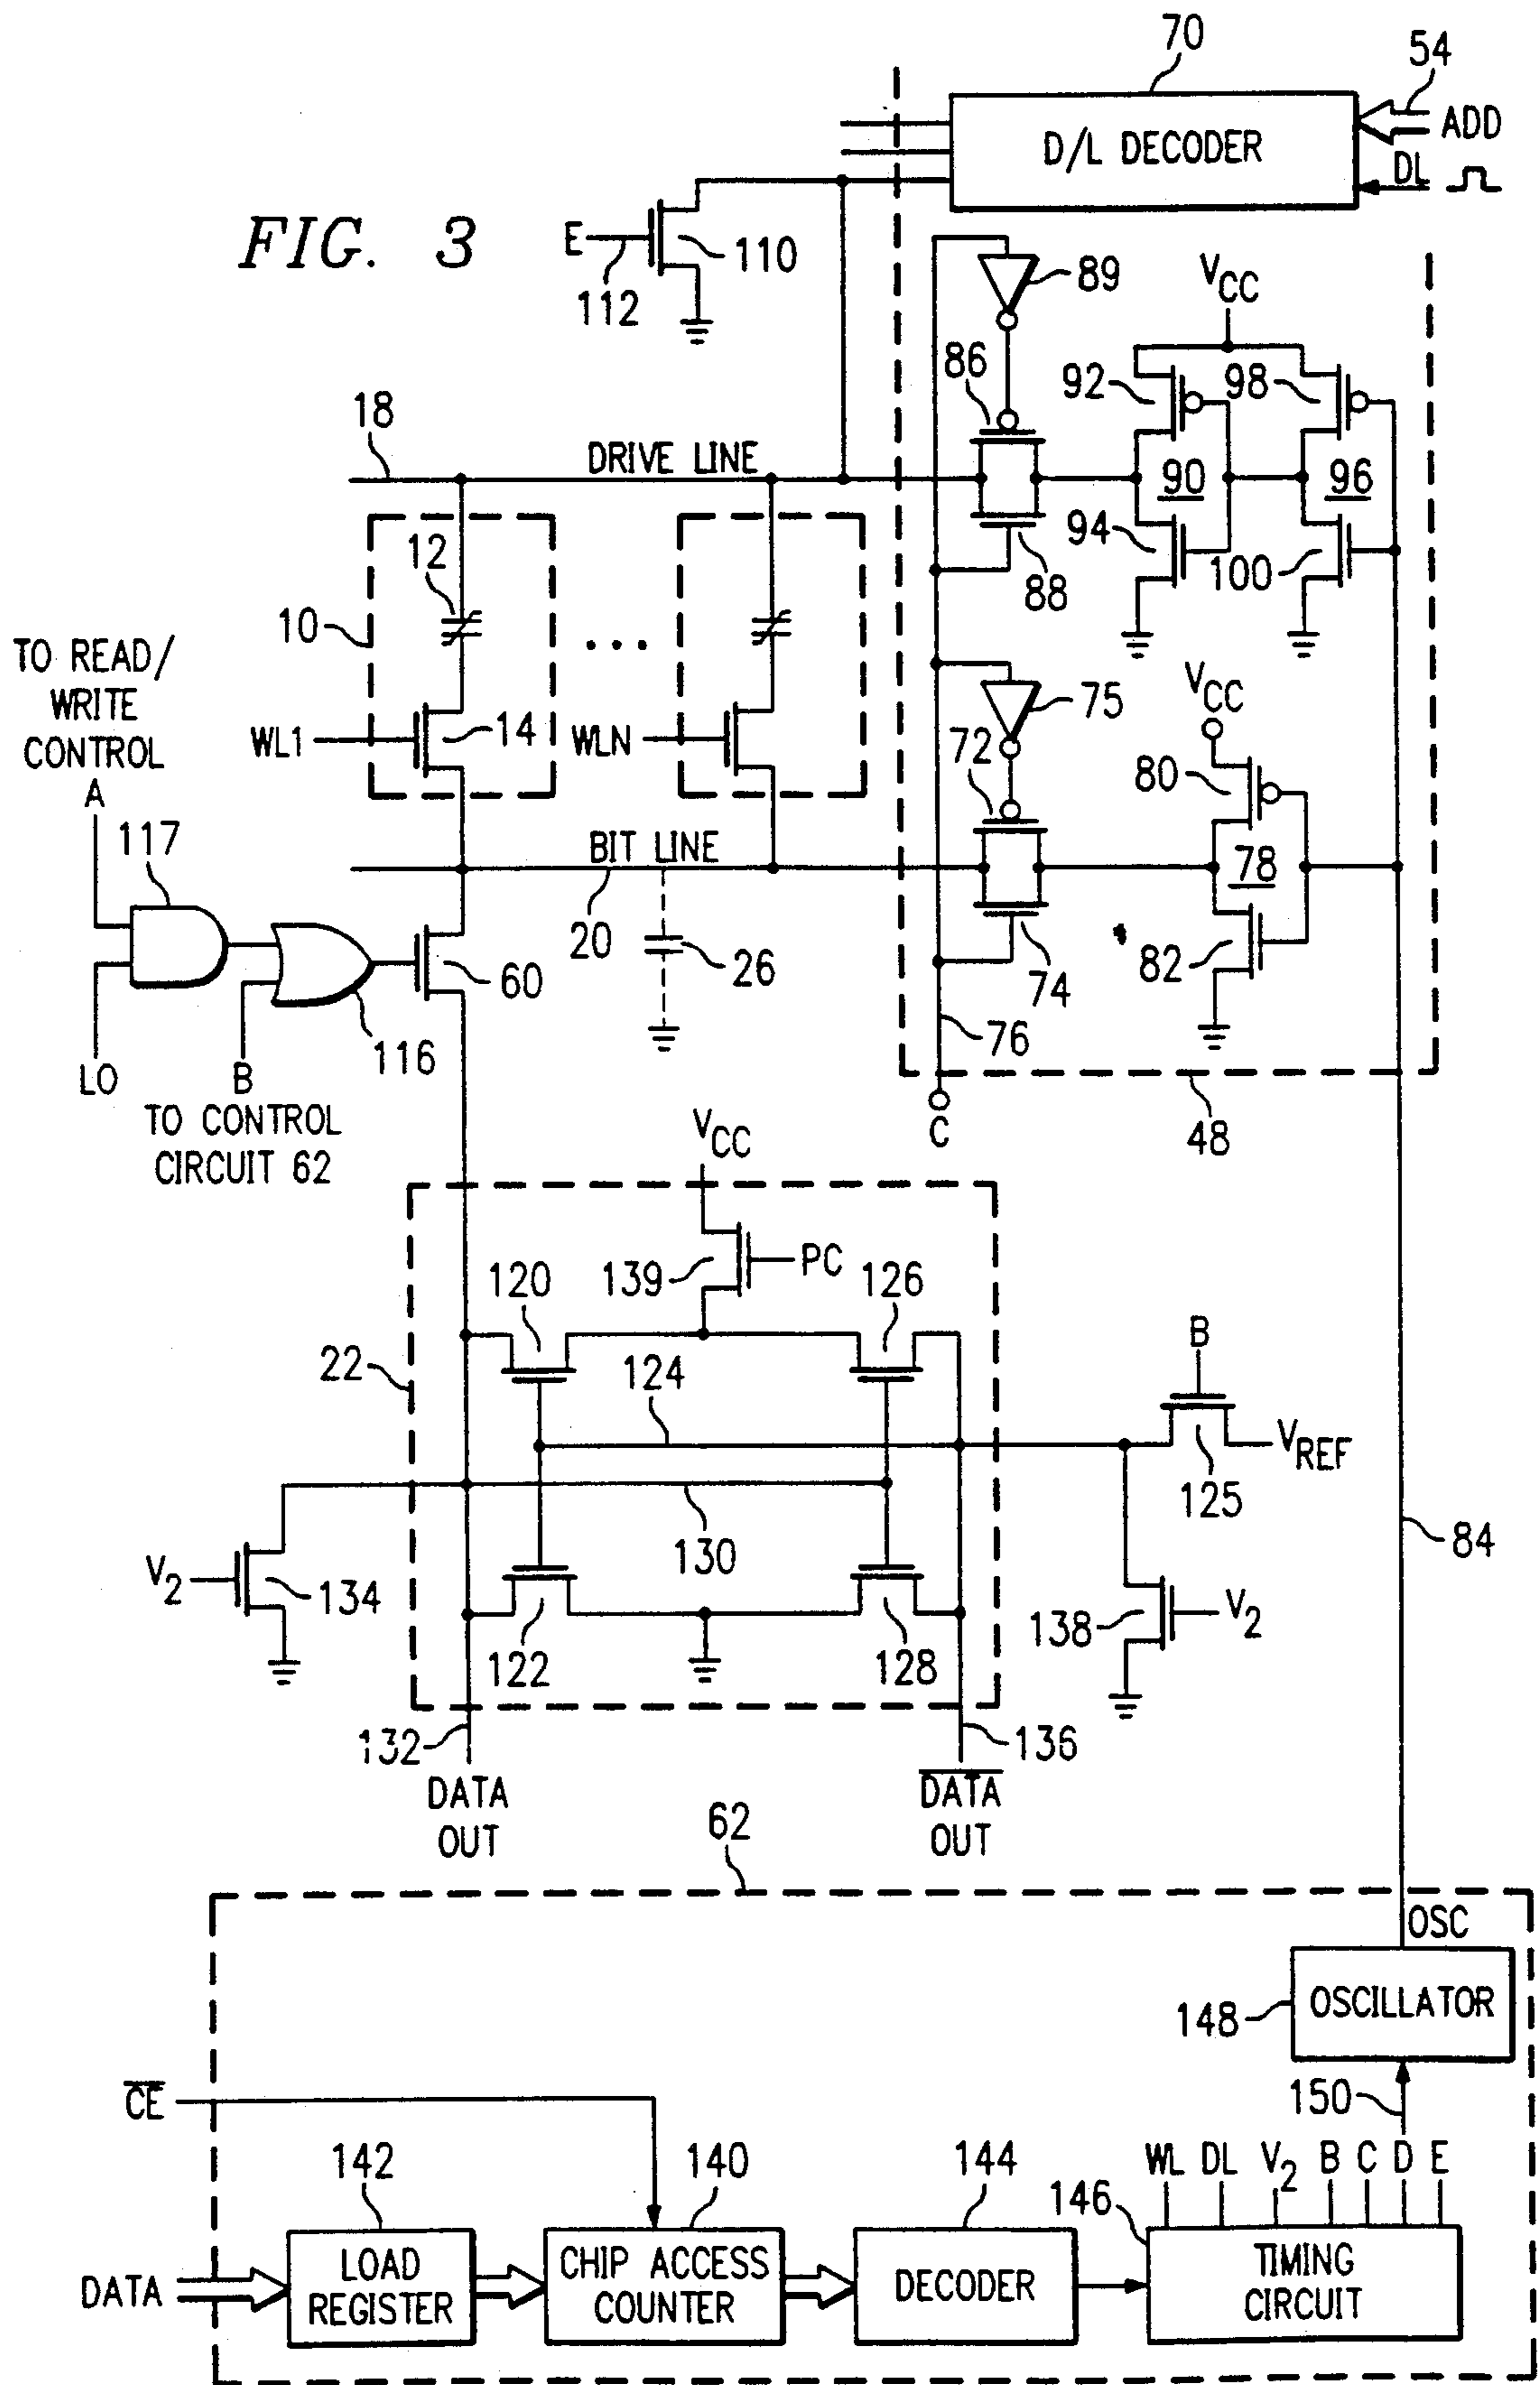 70
54
D/L DECODER
ADD
DL
FIG. 3
E
110
112
89
VCC
86
92
98
18
DRIVE LINE
90
96
12
94
100
88
10
...
TO READ/
WRITE
CONTROL
A
75
VCC
WL1
14
WLN
72
80
117
BIT LINE
78
20
26
60
82
74
116
76
LO
B
TO CONTROL
CIRCUIT 62
C
48
VCC
139
PC
120
126
B
22
124
VREF
125
130
84
V2
134
138
V2
122
128
132
136
DATA
OUT
D̅A̅T̅A̅
OUT
62
OSC
148
OSCILLATOR
C̅E̅
150
142
140
144
146
WL DL V2 B C D E
DATA
LOAD
REGISTER
CHIP ACCESS
COUNTER
DECODER
TIMING
CIRCUIT